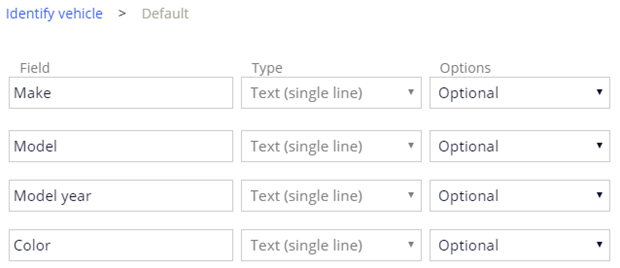 Identify vehicle > Default
Field Type Options
Make Text (single line) Optional
Model Text (single line) Optional
Model year Text (single line) Optional
Color Text (single line) Optional